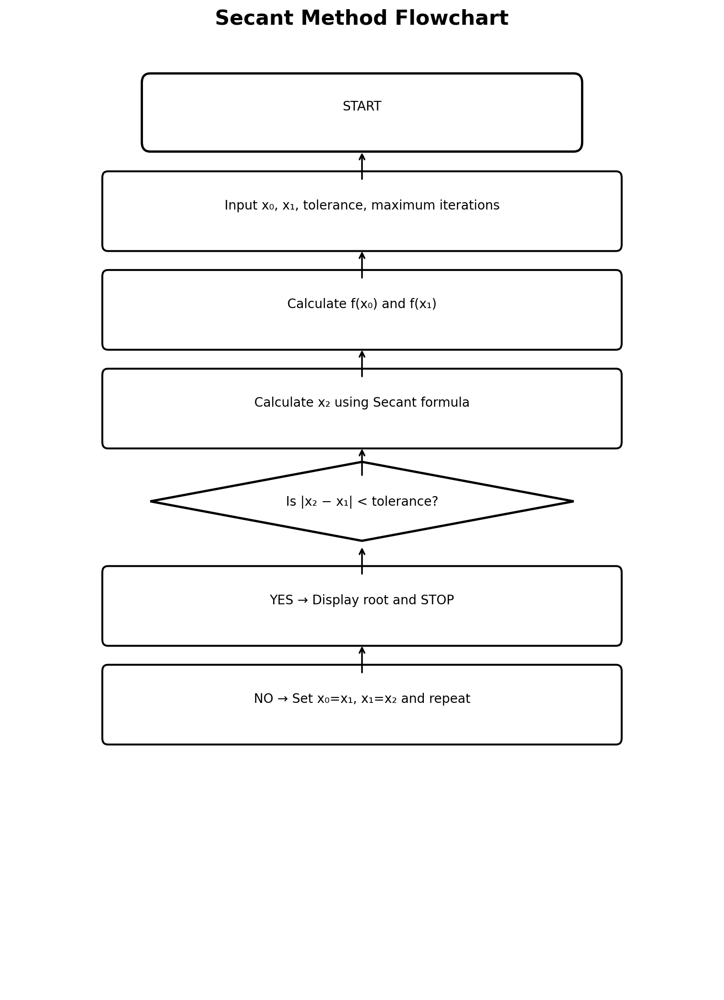 Secant Method Flowchart
START
Input x₀, x₁, tolerance, maximum iterations
Calculate f(x₀) and f(x₁)
Calculate x₂ using Secant formula
Is |x₂ − x₁| < tolerance?
YES → Display root and STOP
NO → Set x₀=x₁, x₁=x₂ and repeat